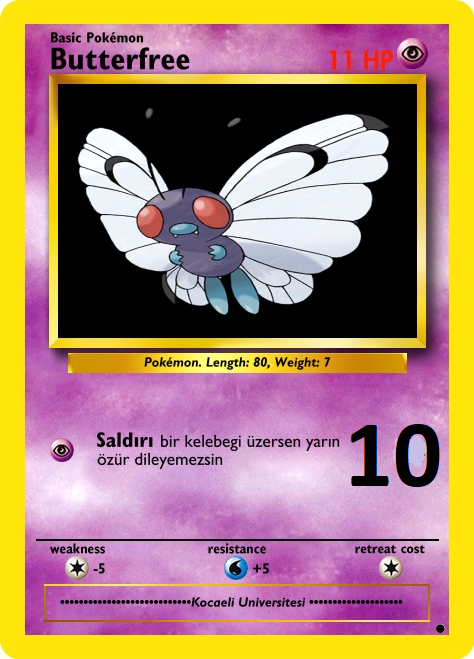 Basic Pokémon
Butterfree 11 HP
Pokémon. Length: 80, Weight: 7
Saldırı bir kelebegi üzersen yarın 10
özür dileyemezsin
weakness resistance retreat cost
-5 +5
••••••••••••••••••••••••••••Kocaeli Universitesi ••••••••••••••••••••